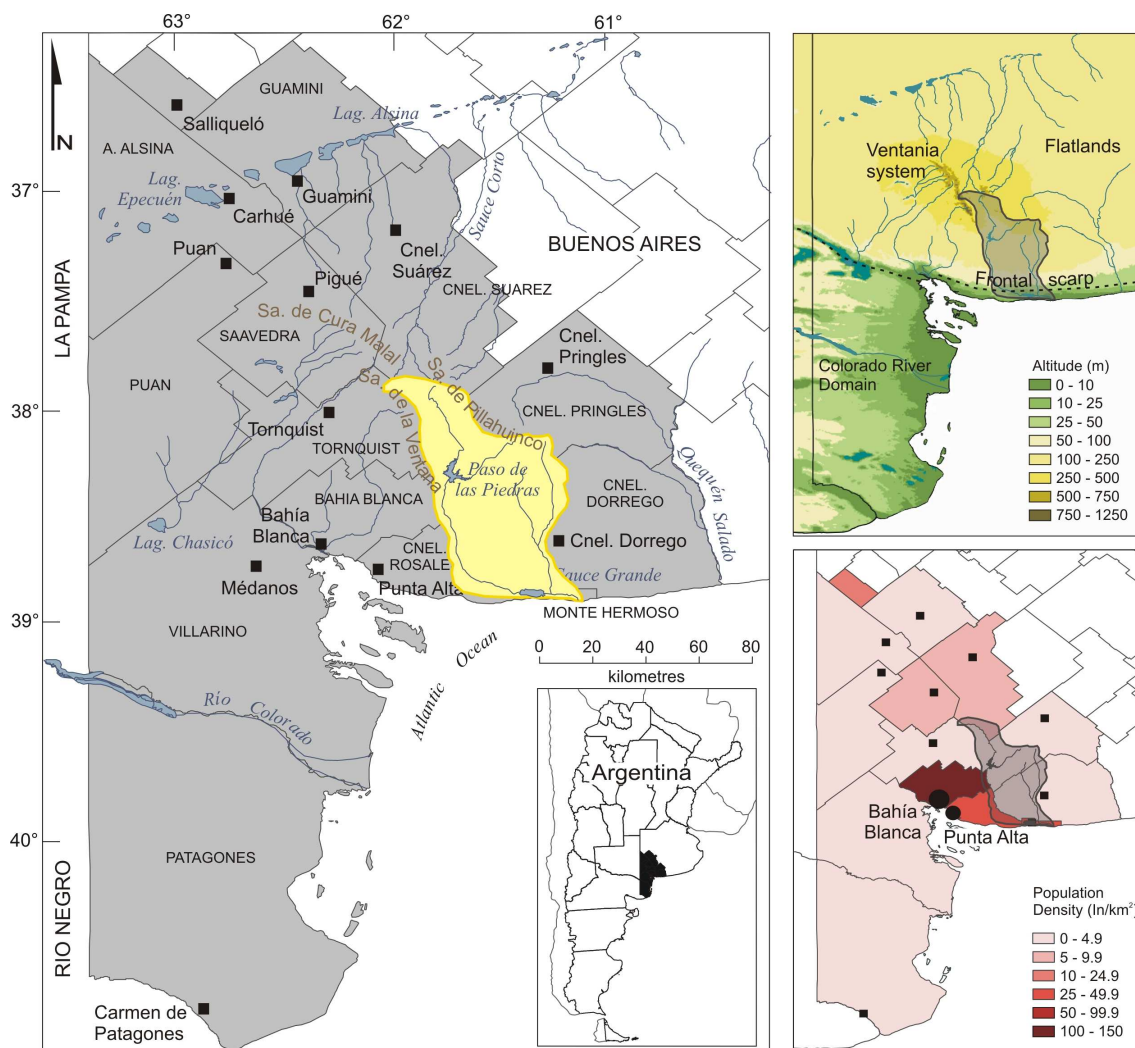 63°
62°
61°
N
37°
38°
39°
40°
LA PAMPA
RIO NEGRO
GUAMINI
Salliqueló
Lag. Alsina
A. ALSINA
Lag.
Epecuén
Carhué
Guamini
Sauce Corto
Puan
Cnel.
Suárez
BUENOS AIRES
Pigué
CNEL. SUAREZ
Sa. de Cura Malal
SAAVEDRA
Cnel.
Pringles
PUAN
Sa. de Pillahuinco
Sa. de la Ventana
CNEL. PRINGLES
Tornquist
TORNQUIST
Paso de
las Piedras
Quequén Salado
BAHIA BLANCA
CNEL.
DORREGO
Bahía
Blanca
Lag. Chasicó
CNEL.
ROSALE
Cnel. Dorrego
Médanos
Punta Alta
Sauce Grande
MONTE HERMOSO
VILLARINO
Atlantic Ocean
0 20 40 60 80
kilometres
Río Colorado
Argentina
PATAGONES
Carmen de
Patagones
Ventania
system
Flatlands
Frontal scarp
Colorado River
Domain
Altitude (m)
0 - 10
10 - 25
25 - 50
50 - 100
100 - 250
250 - 500
500 - 750
750 - 1250
Bahía
Blanca
Punta Alta
Population
Density (In/km²)
0 - 4.9
5 - 9.9
10 - 24.9
25 - 49.9
50 - 99.9
100 - 150